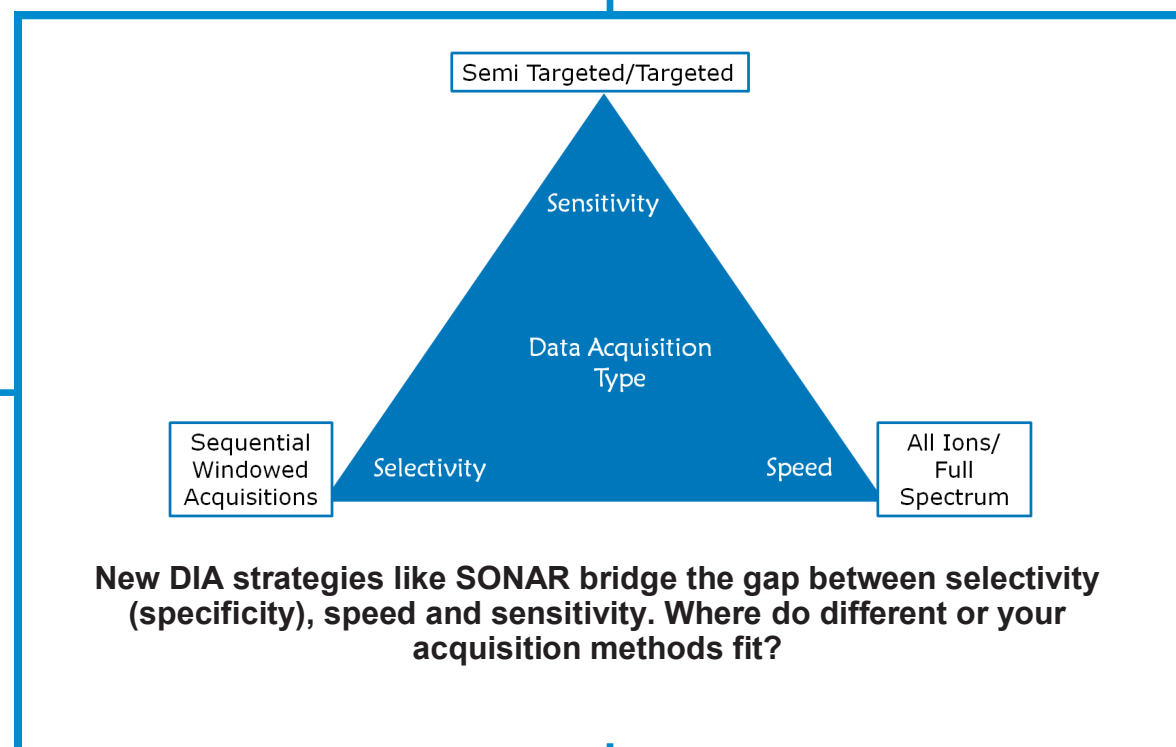 Semi Targeted/Targeted
Sensitivity
Data Acquisition
Type
Sequential
Windowed
Acquisitions
Selectivity
Speed
All Ions/
Full
Spectrum
New DIA strategies like SONAR bridge the gap between selectivity
(specificity), speed and sensitivity. Where do different or your
acquisition methods fit?